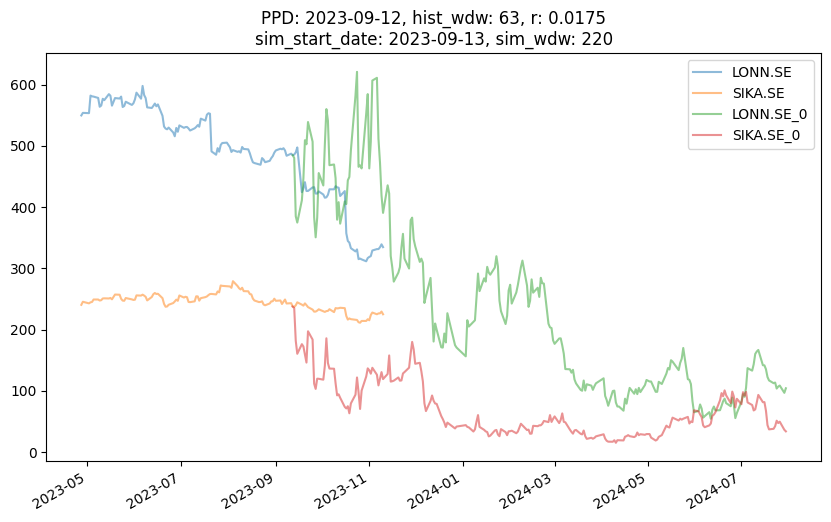 PPD: 2023-09-12, hist_wdw: 63, r: 0.0175
sim_start_date: 2023-09-13, sim_wdw: 220
LONN.SE
SIKA.SE
LONN.SE_0
SIKA.SE_0
600
500
400
300
200
100
0
2023-05
2023-07
2023-09
2023-11
2024-01
2024-03
2024-05
2024-07